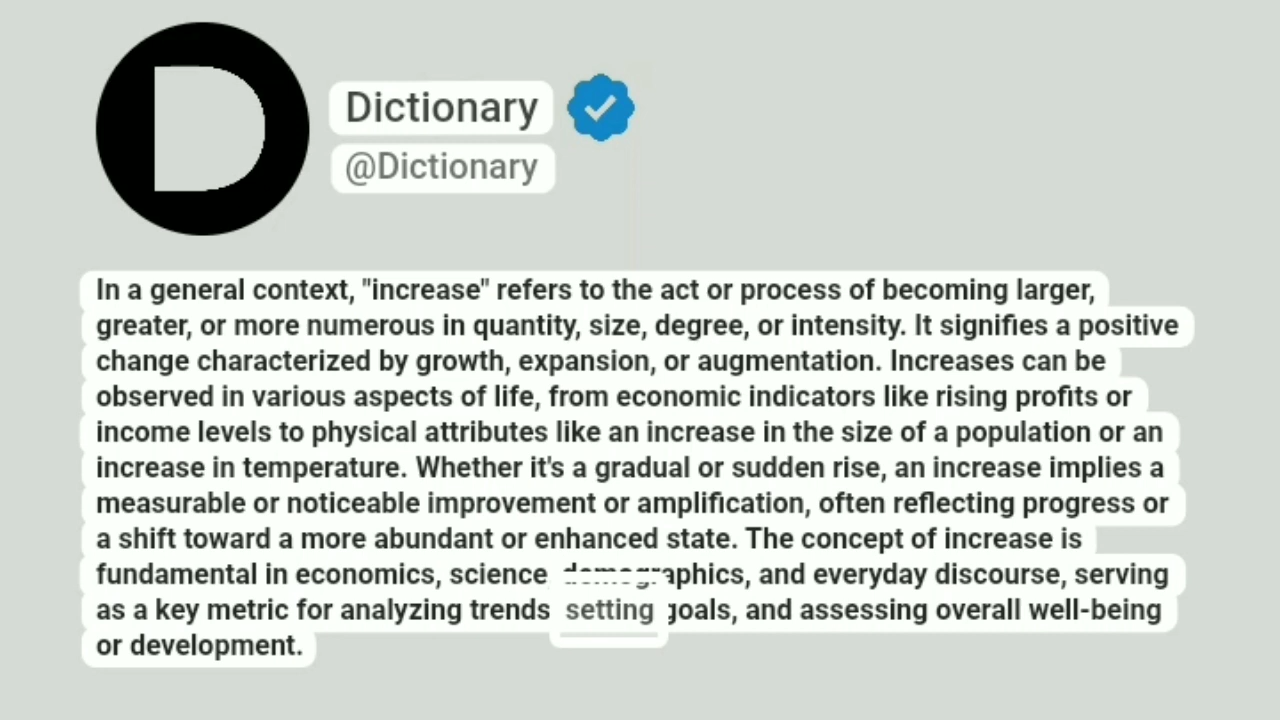 D
Dictionary
@Dictionary
In a general context, "increase" refers to the act or process of becoming larger,
greater, or more numerous in quantity, size, degree, or intensity. It signifies a positive
change characterized by growth, expansion, or augmentation. Increases can be
observed in various aspects of life, from economic indicators like rising profits or
income levels to physical attributes like an increase in the size of a population or an
increase in temperature. Whether it's a gradual or sudden rise, an increase implies a
measurable or noticeable improvement or amplification, often reflecting progress or
a shift toward a more abundant or enhanced state. The concept of increase is
fundamental in economics, science demographics, and everyday discourse, serving
as a key metric for analyzing trends setting goals, and assessing overall well-being
or development.